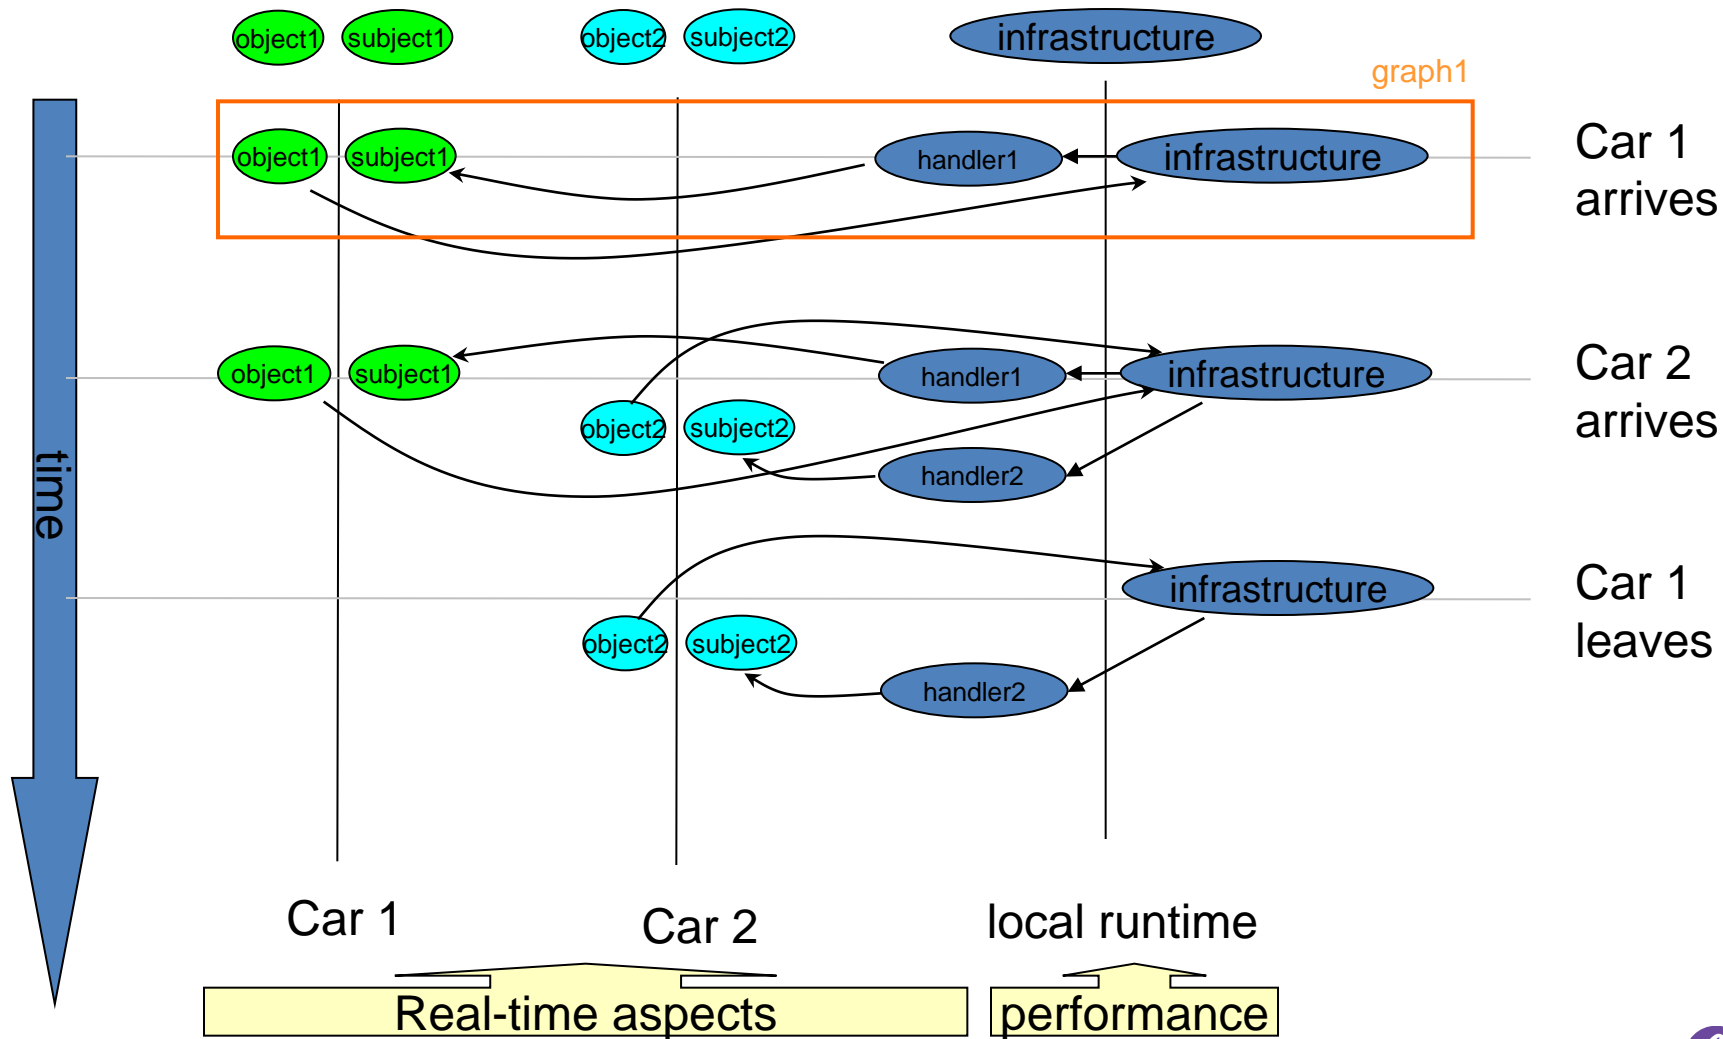 object1 subject1 object2 subject2 infrastructure
graph1
object1 subject1 handler1 infrastructure
Car 1
arrives
object1 subject1 handler1 infrastructure
Car 2
arrives
object2 subject2
handler2
time
infrastructure
Car 1
leaves
object2 subject2
handler2
Car 1 Car 2 local runtime
Real-time aspects performance